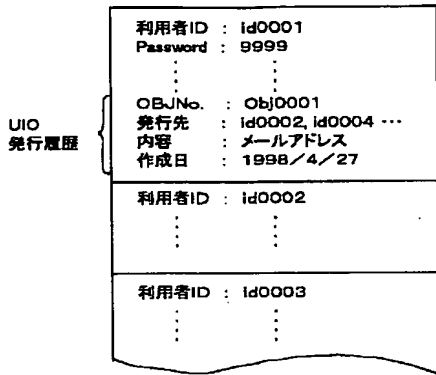 利用者ID : id0001
Password : 9999
OBJNo. : Obj0001
UIO
発行履歴
発行先 : id0002, id0004 …
内容 : メールアドレス
作成日 : 1998/4/27
利用者ID : id0002
利用者ID : id0003